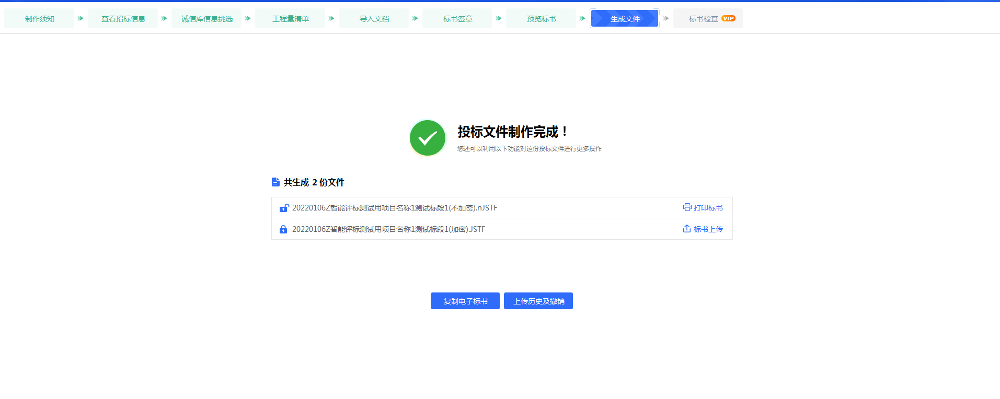 制作须知 查看招标信息 诚信库信息挑选 工程量清单 导入文档 标书签章 预览标书 生成文件 标书检查 VIP
投标文件制作完成！
您还可以利用以下功能对这份投标文件进行更多操作
共生成 2 份文件
20220106Z智能评标测试用项目名称1测试标段1(不加密).nJSTF 打印标书
20220106Z智能评标测试用项目名称1测试标段1(加密).JSTF 标书上传
复制电子标书 上传历史及撤销